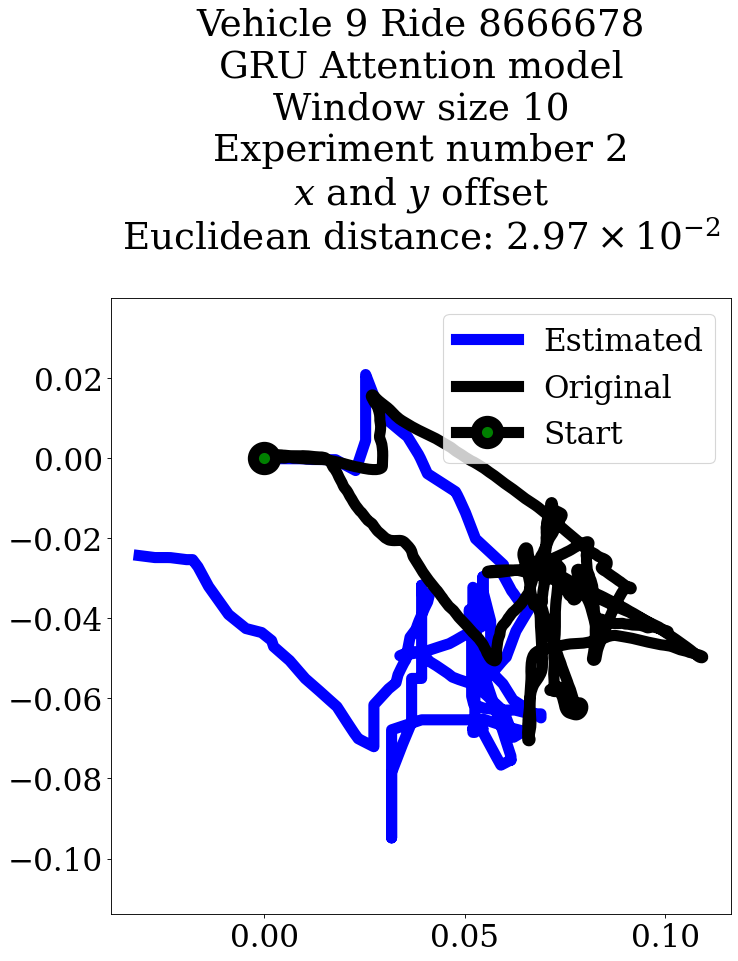 Vehicle 9 Ride 8666678
GRU Attention model
Window size 10
Experiment number 2
x and y offset
Euclidean distance: 2.97 × 10⁻²
Estimated
Original
Start
0.02
0.00
−0.02
−0.04
−0.06
−0.08
−0.10
0.00 0.05 0.10